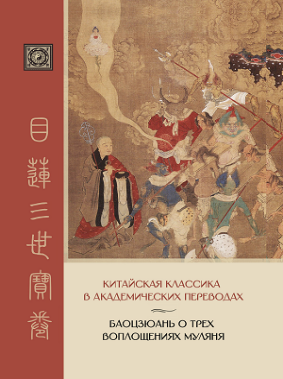 目蓮三世寶卷
КИТАЙСКАЯ КЛАССИКА
В АКАДЕМИЧЕСКИХ ПЕРЕВОДАХ
БАОЦЗЮАНЬ О ТРЕХ
ВОПЛОЩЕНИЯХ МУЛЯНЯ